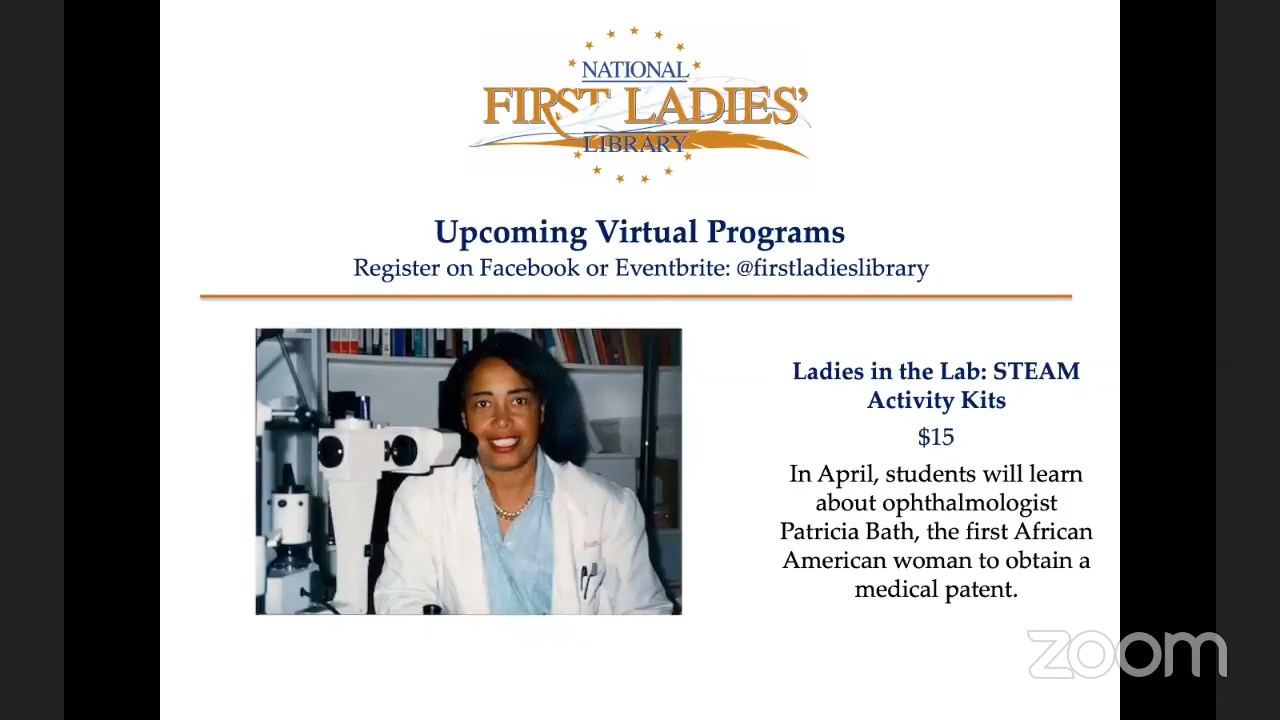 NATIONAL
FIRST LADIES'
LIBRARY
Upcoming Virtual Programs
Register on Facebook or Eventbrite: @firstladieslibrary
Ladies in the Lab: STEAM
Activity Kits
$15
In April, students will learn
about ophthalmologist
Patricia Bath, the first African
American woman to obtain a
medical patent.
zoom